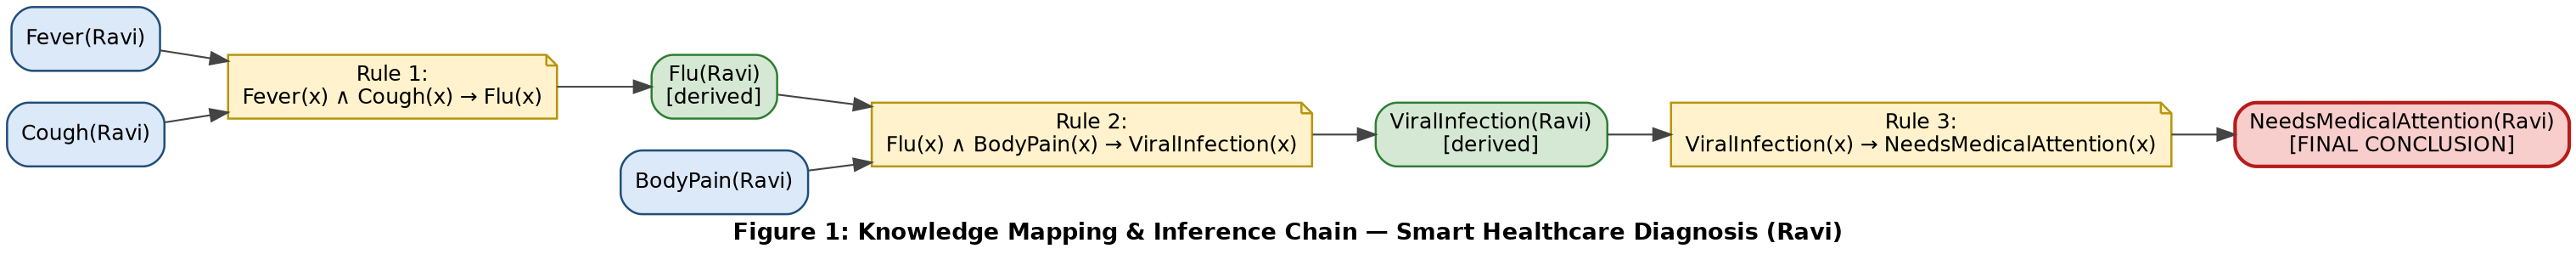 Fever(Ravi)
Cough(Ravi)
Rule 1:
Fever(x) ∧ Cough(x) → Flu(x)
Flu(Ravi)
[derived]
BodyPain(Ravi)
Rule 2:
Flu(x) ∧ BodyPain(x) → ViralInfection(x)
ViralInfection(Ravi)
[derived]
Rule 3:
ViralInfection(x) → NeedsMedicalAttention(x)
NeedsMedicalAttention(Ravi)
[FINAL CONCLUSION]
Figure 1: Knowledge Mapping & Inference Chain — Smart Healthcare Diagnosis (Ravi)